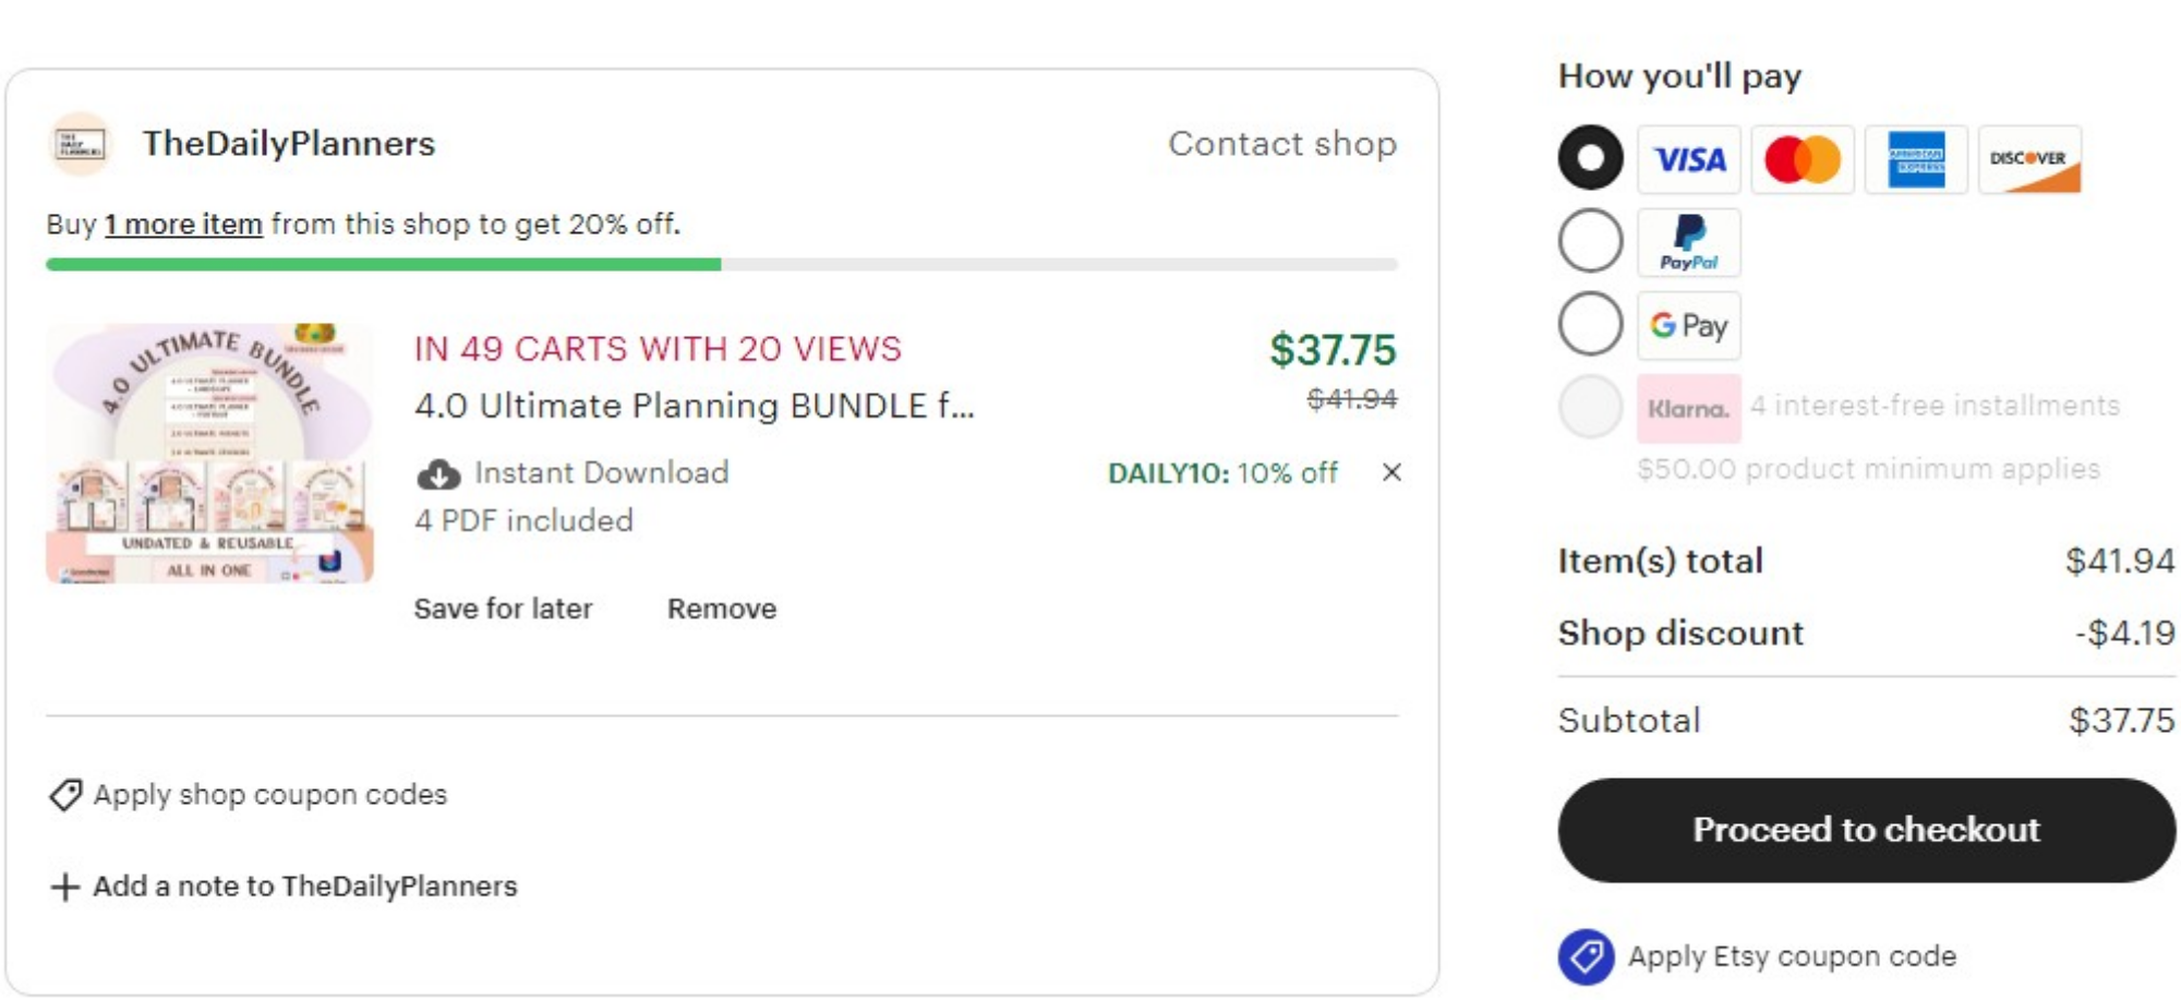 TheDailyPlanners
Contact shop
Buy 1 more item from this shop to get 20% off.
4.0 ULTIMATE BUNDLE
UNDATED & REUSABLE
ALL IN ONE
IN 49 CARTS WITH 20 VIEWS
$37.75
4.0 Ultimate Planning BUNDLE f...
$41.94
Instant Download
DAILY10: 10% off
4 PDF included
Save for later
Remove
Apply shop coupon codes
Add a note to TheDailyPlanners
How you'll pay
VISA
AMERICAN
EXPRESS
DISCOVER
PayPal
G Pay
Klarna. 4 interest-free installments
$50.00 product minimum applies
Item(s) total $41.94
Shop discount -$4.19
Subtotal $37.75
Proceed to checkout
Apply Etsy coupon code